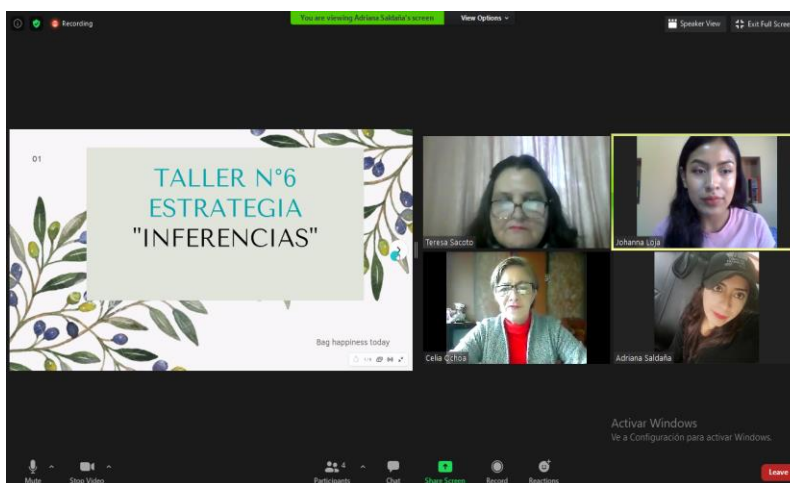 Recording
You are viewing Adriana Saldaña's screen
View Options
Speaker View
Exit Full Scree
01
TALLER N°6
ESTRATEGIA
"INFERENCIAS"
Bag happiness today
Teresa Sacoto
Johanna Loja
Celia Ochoa
Adriana Saldaña
Activar Windows
Ve a Configuración para activar Windows.
Mute
Stop Video
4
Participants
Chat
Share Screen
Record
Reactions
Leave